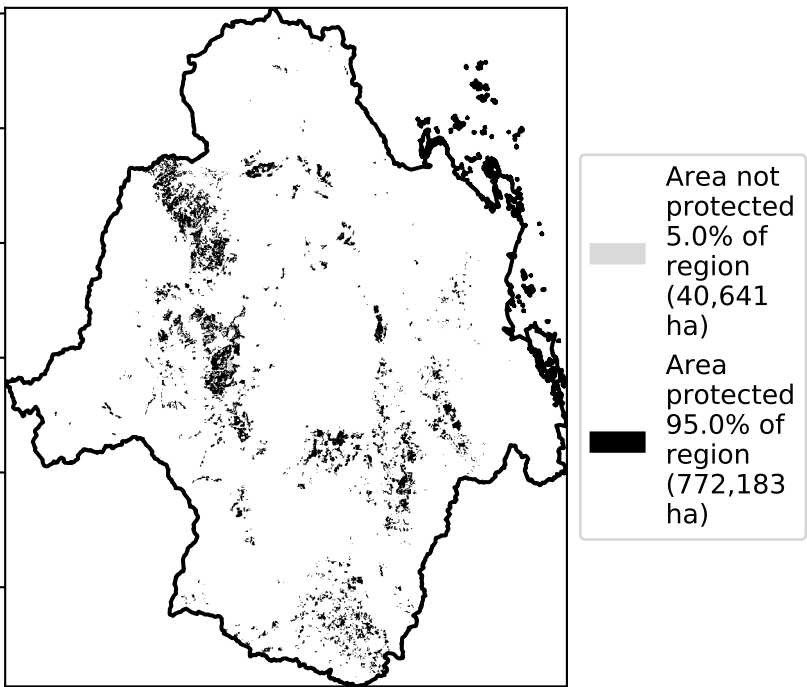 Area not
protected
5.0% of
region
(40,641
ha)
Area
protected
95.0% of
region
(772,183
ha)